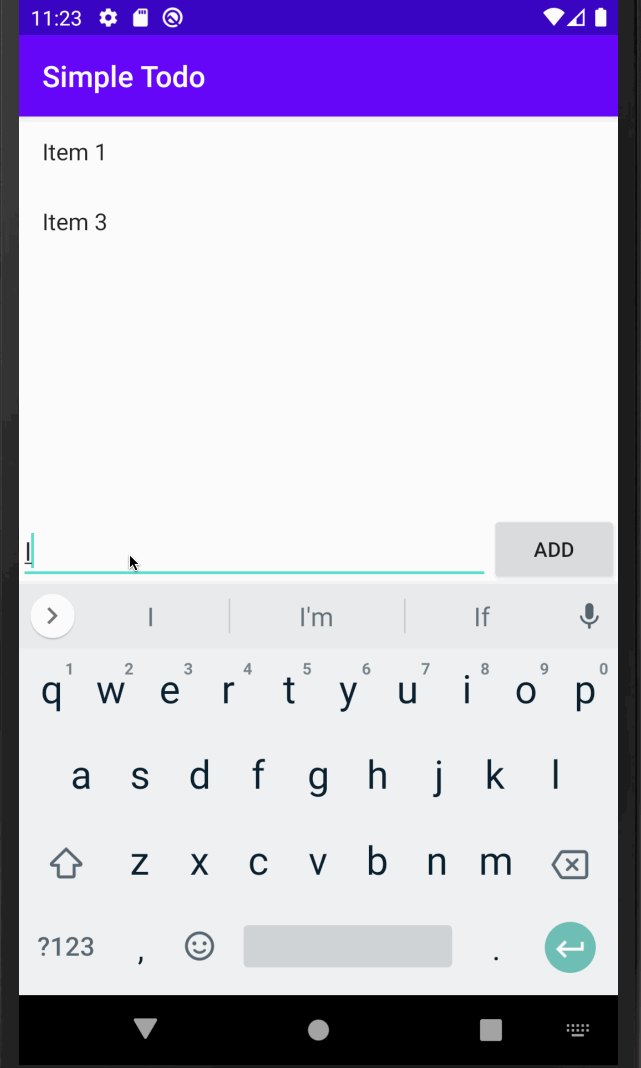 11:23
Simple Todo
Item 1
Item 3
I
ADD
I I'm If
q1 w2 e3 r4 t5 y6 u7 i8 o9 p0
a s d f g h j k l
z x c v b n m
?123 , .